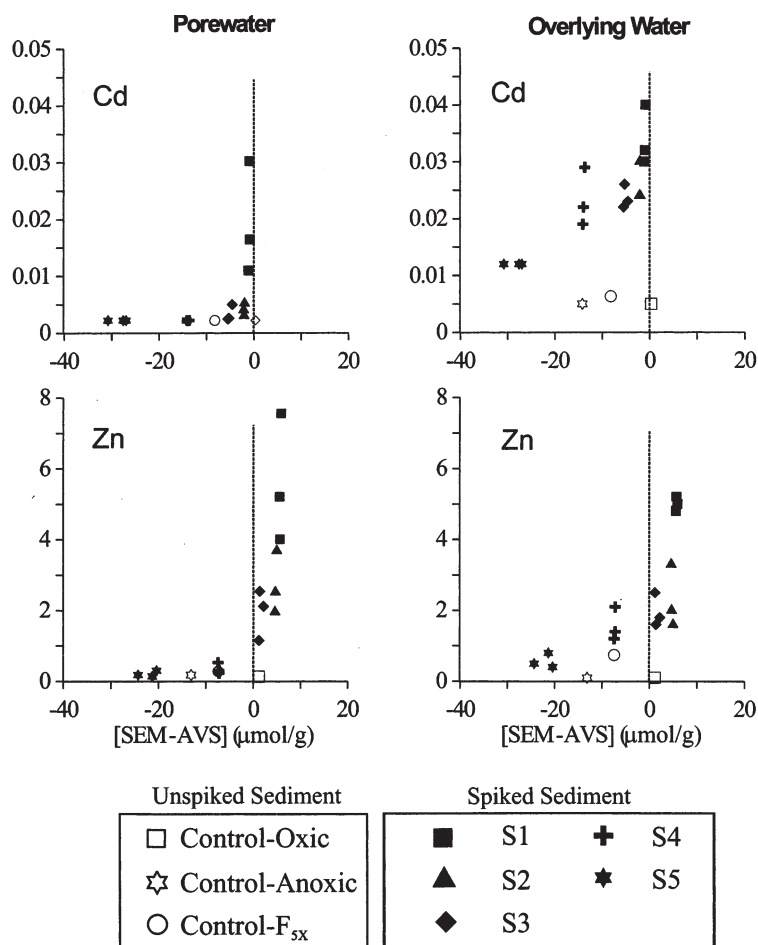 Porewater
Overlying Water
0.05
0.04
0.03
0.02
0.01
0
Cd
-40 -20 0 20
0.05
0.04
0.03
0.02
0.01
0
Cd
-40 -20 0 20
8
6
4
2
0
Zn
-40 -20 0 20
[SEM-AVS] (μmol/g)
8
6
4
2
0
Zn
-40 -20 0 20
[SEM-AVS] (μmol/g)
Unspiked Sediment
Control-Oxic
Control-Anoxic
Control-F5X
Spiked Sediment
S1 S4
S2 S5
S3